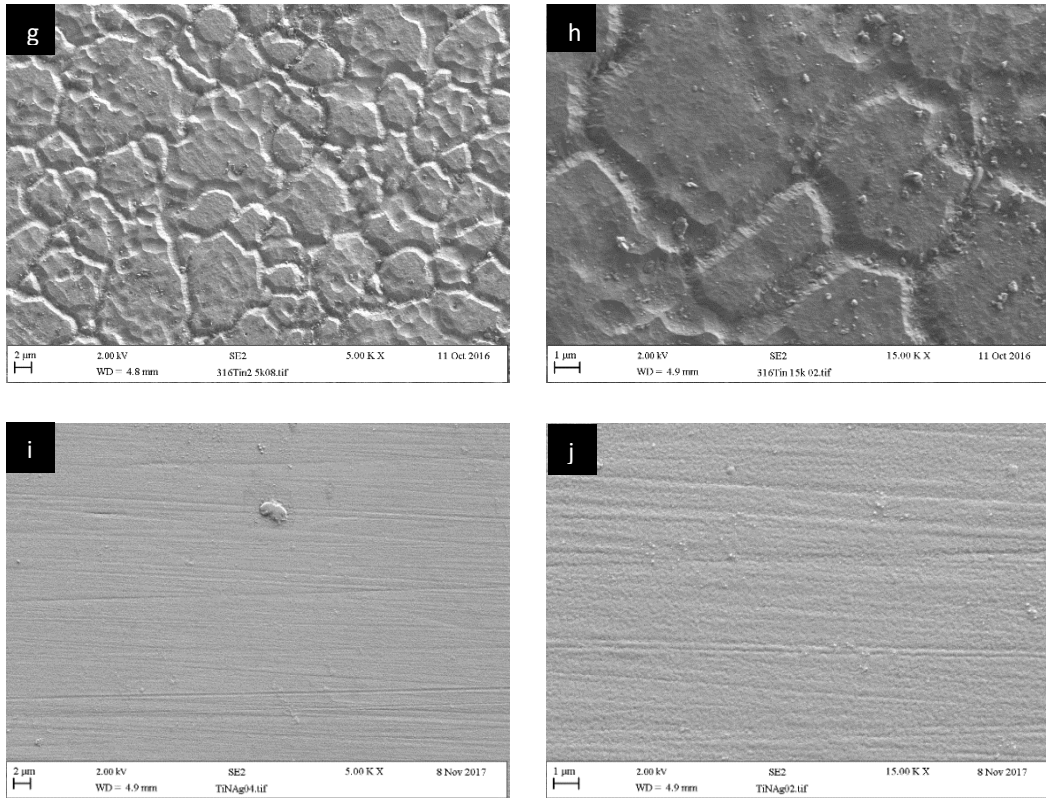 g
2 µm 2.00 kV SE2 5.00 K X 11 Oct 2016
WD = 4.8 mm 316Tin2 5k08.tif
h
1 µm 2.00 kV SE2 15.00 K X 11 Oct 2016
WD = 4.9 mm 316Tin 15k 02.tif
i
2 µm 2.00 kV SE2 5.00 K X 8 Nov 2017
WD = 4.9 mm TiNAg04.tif
j
1 µm 2.00 kV SE2 15.00 K X 8 Nov 2017
WD = 4.9 mm TiNAg02.tif